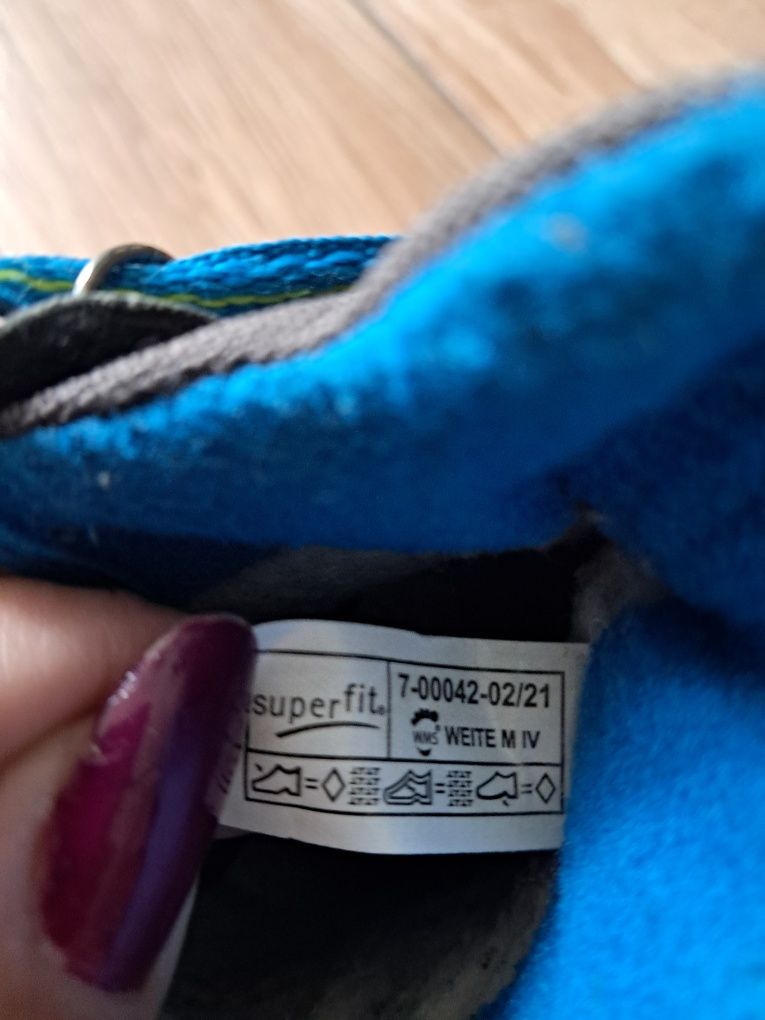 superfit®
7-00042-02/21
WMS® WEITE M IV